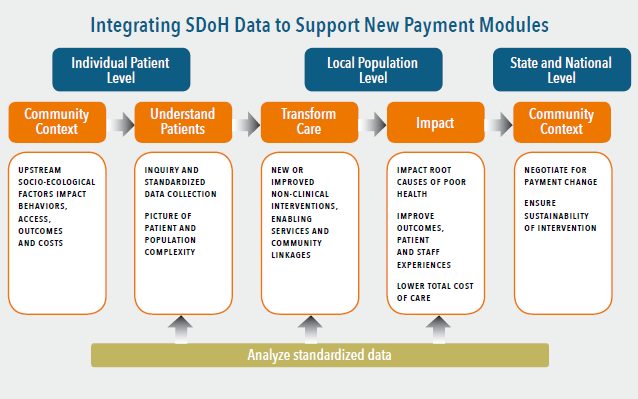 Integrating SDoH Data to Support New Payment Modules
Individual Patient
Level
Local Population
Level
State and National
Level
Community
Context
Understand
Patients
Transform
Care
Impact
Community
Context
UPSTREAM
SOCIO-ECOLOGICAL
FACTORS IMPACT
BEHAVIORS,
ACCESS,
OUTCOMES
AND COSTS
INQUIRY AND
STANDARDIZED
DATA COLLECTION
PICTURE OF
PATIENT AND
POPULATION
COMPLEXITY
NEW OR
IMPROVED
NON-CLINICAL
INTERVENTIONS,
ENABLING
SERVICES AND
COMMUNITY
LINKAGES
IMPACT ROOT
CAUSES OF POOR
HEALTH
IMPROVE
OUTCOMES,
PATIENT
AND STAFF
EXPERIENCES
LOWER TOTAL COST
OF CARE
NEGOTIATE FOR
PAYMENT CHANGE
ENSURE
SUSTAINABILITY
OF INTERVENTION
Analyze standardized data